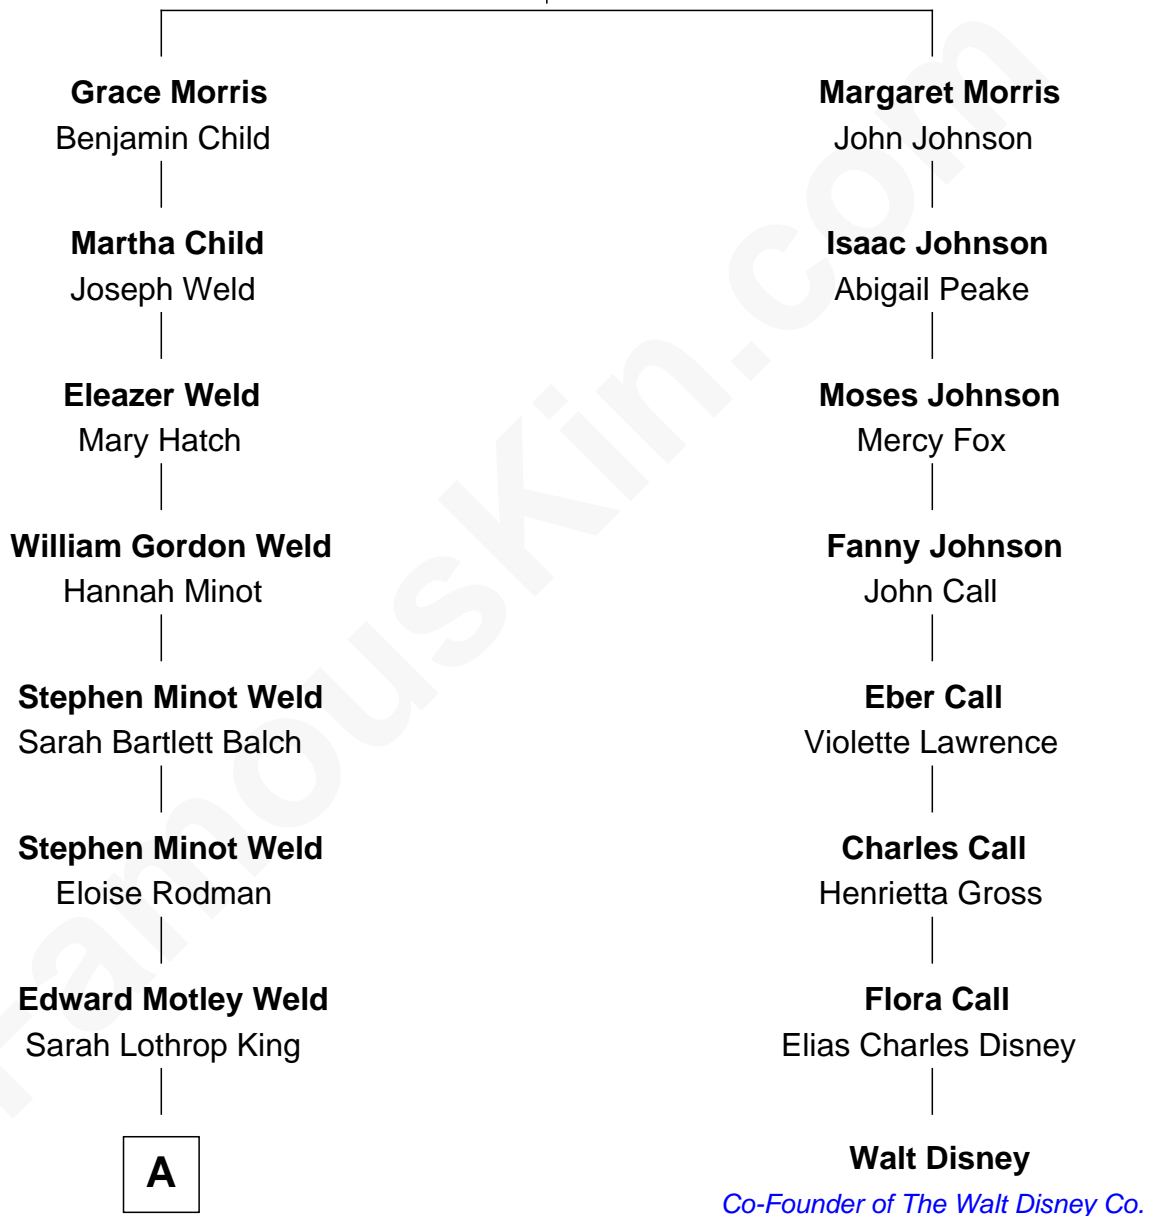 Grace Morris
Benjamin Child
Margaret Morris
John Johnson
Martha Child
Joseph Weld
Isaac Johnson
Abigail Peake
Eleazer Weld
Mary Hatch
Moses Johnson
Mercy Fox
William Gordon Weld
Hannah Minot
Fanny Johnson
John Call
Stephen Minot Weld
Sarah Bartlett Balch
Eber Call
Violette Lawrence
Stephen Minot Weld
Eloise Rodman
Charles Call
Henrietta Gross
Edward Motley Weld
Sarah Lothrop King
Flora Call
Elias Charles Disney
A
Walt Disney
Co-Founder of The Walt Disney Co.
FamousKin.com